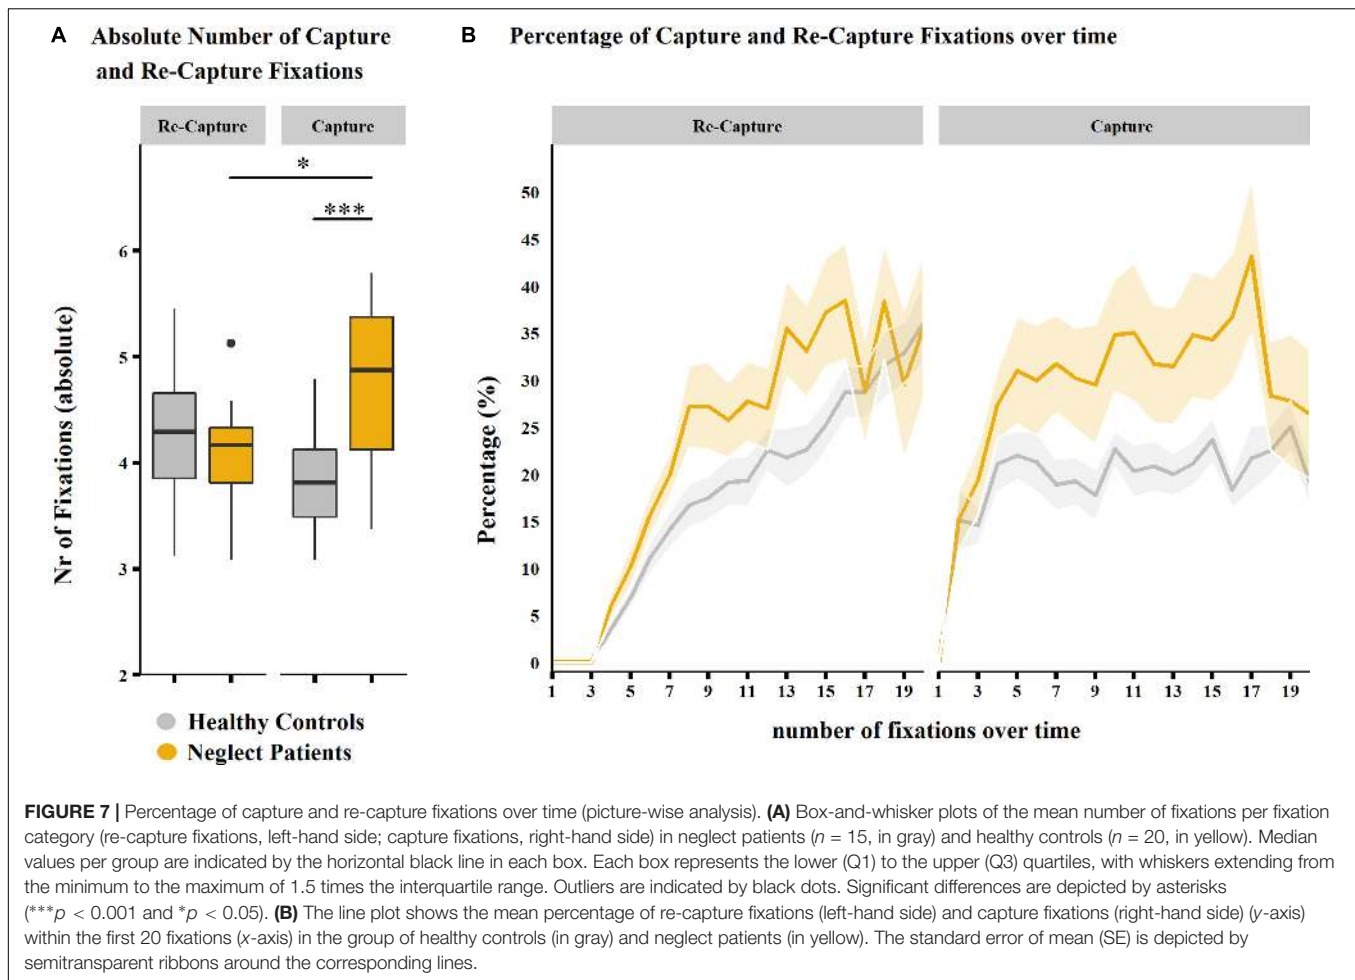 A Absolute Number of Capture
and Re-Capture Fixations
B Percentage of Capture and Re-Capture Fixations over time
Re-Capture
Capture
*
***
6
5
4
3
2
Nr of Fixations (absolute)
Healthy Controls
Neglect Patients
Re-Capture
Capture
50
45
40
35
30
25
20
15
10
5
0
Percentage (%)
1 3 5 7 9 11 13 15 17 19
1 3 5 7 9 11 13 15 17 19
number of fixations over time
FIGURE 7 | Percentage of capture and re-capture fixations over time (picture-wise analysis). (A) Box-and-whisker plots of the mean number of fixations per fixation
category (re-capture fixations, left-hand side; capture fixations, right-hand side) in neglect patients (n = 15, in gray) and healthy controls (n = 20, in yellow). Median
values per group are indicated by the horizontal black line in each box. Each box represents the lower (Q1) to the upper (Q3) quartiles, with whiskers extending from
the minimum to the maximum of 1.5 times the interquartile range. Outliers are indicated by black dots. Significant differences are depicted by asterisks
(***p < 0.001 and *p < 0.05). (B) The line plot shows the mean percentage of re-capture fixations (left-hand side) and capture fixations (right-hand side) (y-axis)
within the first 20 fixations (x-axis) in the group of healthy controls (in gray) and neglect patients (in yellow). The standard error of mean (SE) is depicted by
semitransparent ribbons around the corresponding lines.